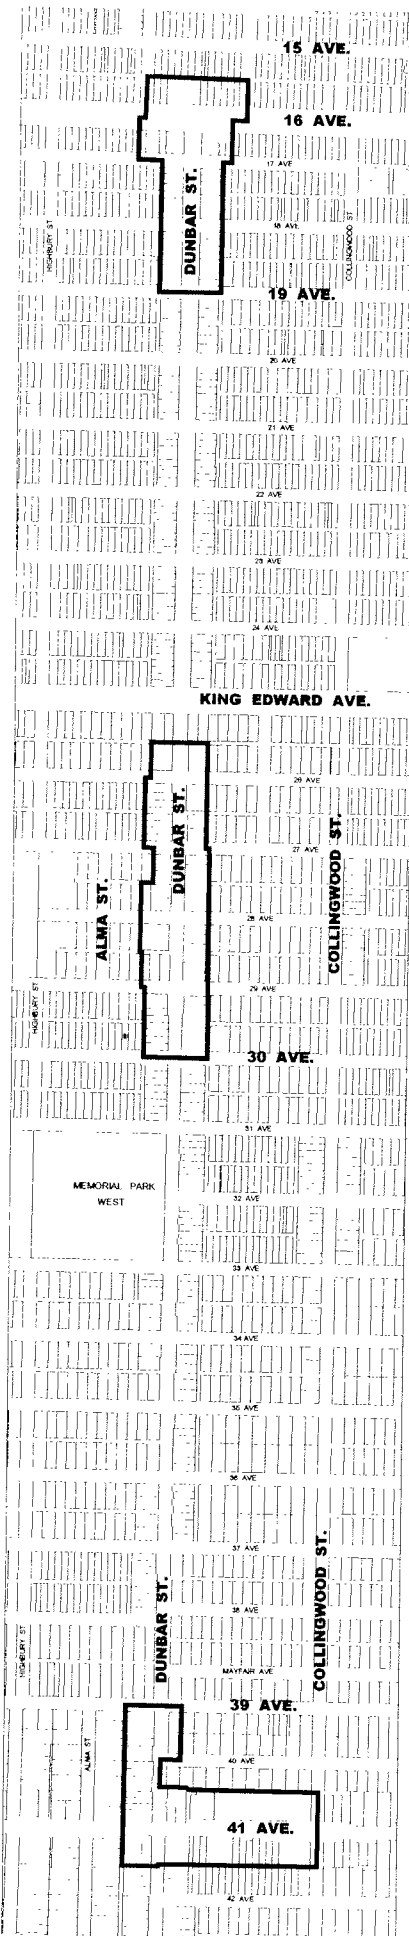 15 AVE.
16 AVE.
17 AVE
DUNBAR ST.
18 AVE
HIGHBURY ST
COLLINGWOOD ST
19 AVE.
20 AVE
21 AVE
22 AVE
23 AVE
24 AVE
KING EDWARD AVE.
26 AVE
DUNBAR ST.
27 AVE
COLLINGWOOD ST.
ALMA ST.
28 AVE
29 AVE
HIGHBURY ST
30 AVE.
31 AVE
MEMORIAL PARK
WEST
32 AVE
33 AVE
34 AVE
35 AVE
36 AVE
37 AVE
COLLINGWOOD ST.
DUNBAR ST.
38 AVE
HIGHBURY ST
MAYFAIR AVE
39 AVE.
ALMA ST
40 AVE
41 AVE.
42 AVE